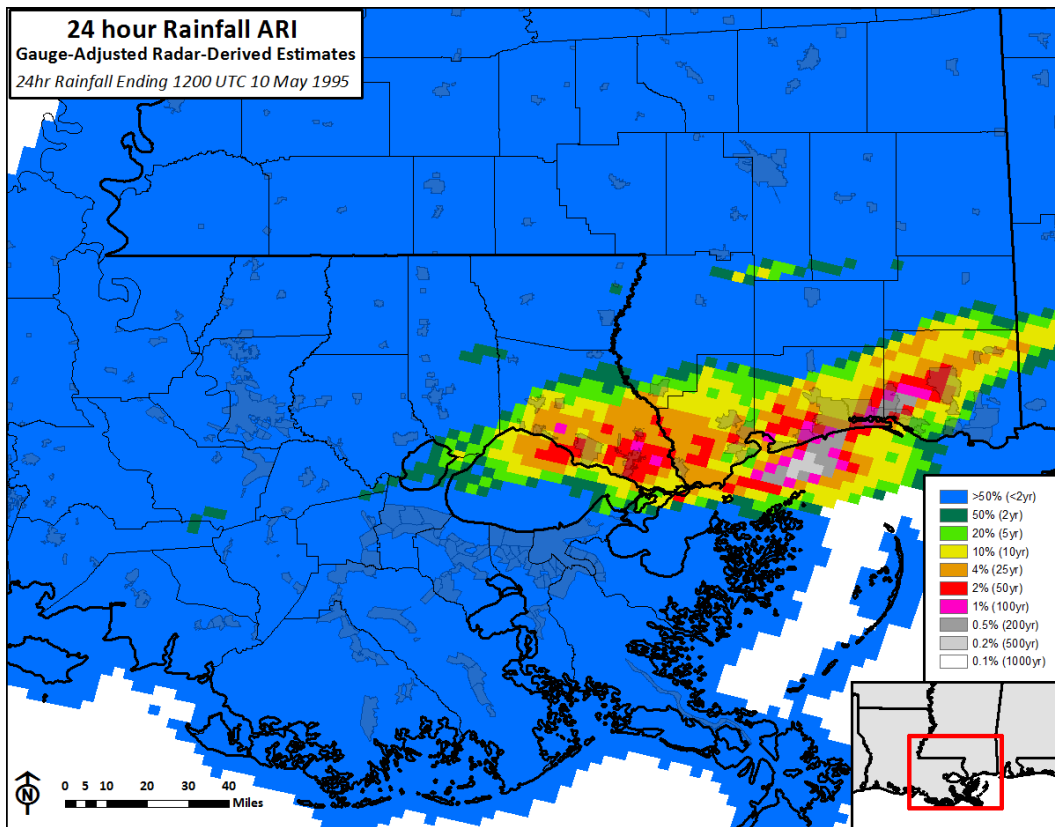 24 hour Rainfall ARI
Gauge-Adjusted Radar-Derived Estimates
24hr Rainfall Ending 1200 UTC 10 May 1995
>50% (<2yr)
50% (2yr)
20% (5yr)
10% (10yr)
4% (25yr)
2% (50yr)
1% (100yr)
0.5% (200yr)
0.2% (500yr)
0.1% (1000yr)
N
0 5 10 20 30 40
Miles